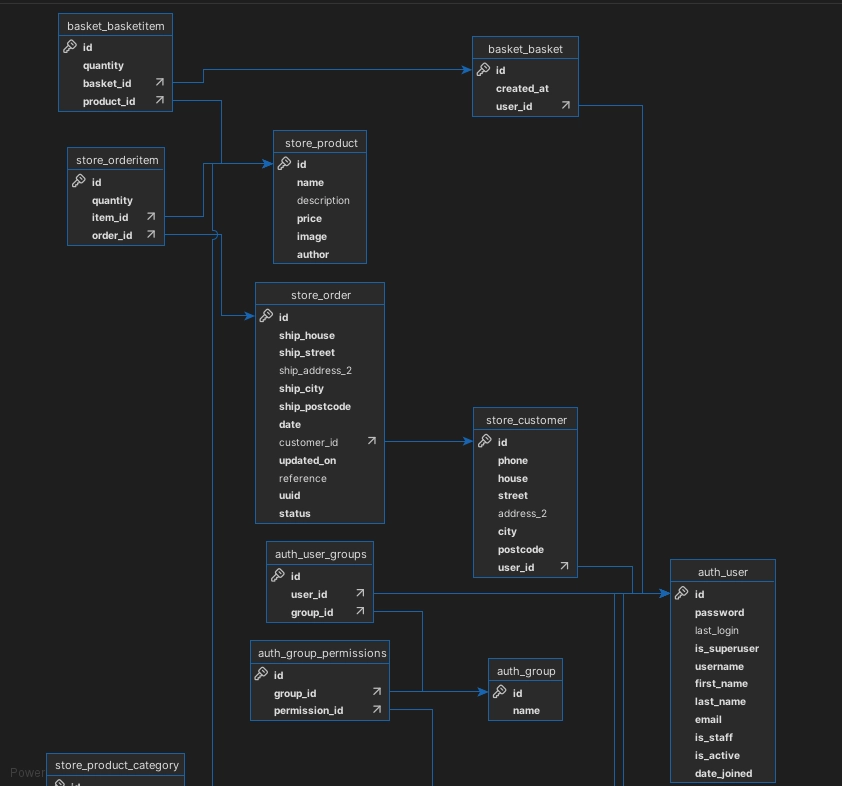 basket_basketitem
id
quantity
basket_id
product_id
basket_basket
id
created_at
user_id
store_product
id
name
description
price
image
author
store_orderitem
id
quantity
item_id
order_id
store_order
id
ship_house
ship_street
ship_address_2
ship_city
ship_postcode
date
customer_id
updated_on
reference
uuid
status
store_customer
id
phone
house
street
address_2
city
postcode
user_id
auth_user_groups
id
user_id
group_id
auth_user
id
password
last_login
is_superuser
username
first_name
last_name
email
is_staff
is_active
date_joined
auth_group_permissions
id
group_id
permission_id
auth_group
id
name
store_product_category
id
Power